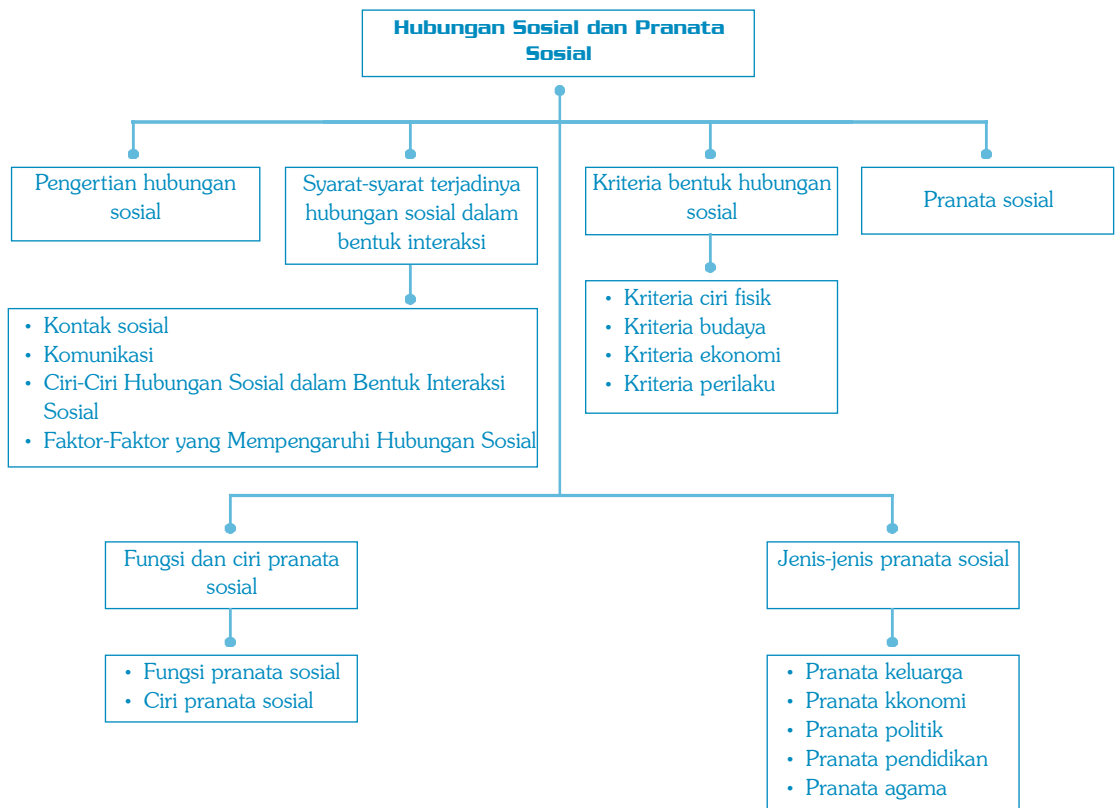 Hubungan Sosial dan Pranata
Sosial
Pengertian hubungan
sosial
Syarat-syarat terjadinya
hubungan sosial dalam
bentuk interaksi
Kriteria bentuk hubungan
sosial
Pranata sosial
• Kontak sosial
• Komunikasi
• Ciri-Ciri Hubungan Sosial dalam Bentuk Interaksi
Sosial
• Faktor-Faktor yang Mempengaruhi Hubungan Sosial
• Kriteria ciri fisik
• Kriteria budaya
• Kriteria ekonomi
• Kriteria perilaku
Fungsi dan ciri pranata
sosial
Jenis-jenis pranata sosial
• Fungsi pranata sosial
• Ciri pranata sosial
• Pranata keluarga
• Pranata kkonomi
• Pranata politik
• Pranata pendidikan
• Pranata agama